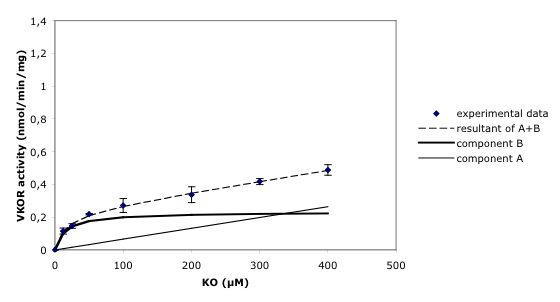 1,4
1,2
1
0,8
0,6
0,4
0,2
0
VKOR activity (nmol/min/mg)
0 100 200 300 400 500
KO (µM)
experimental data
resultant of A+B
component B
component A